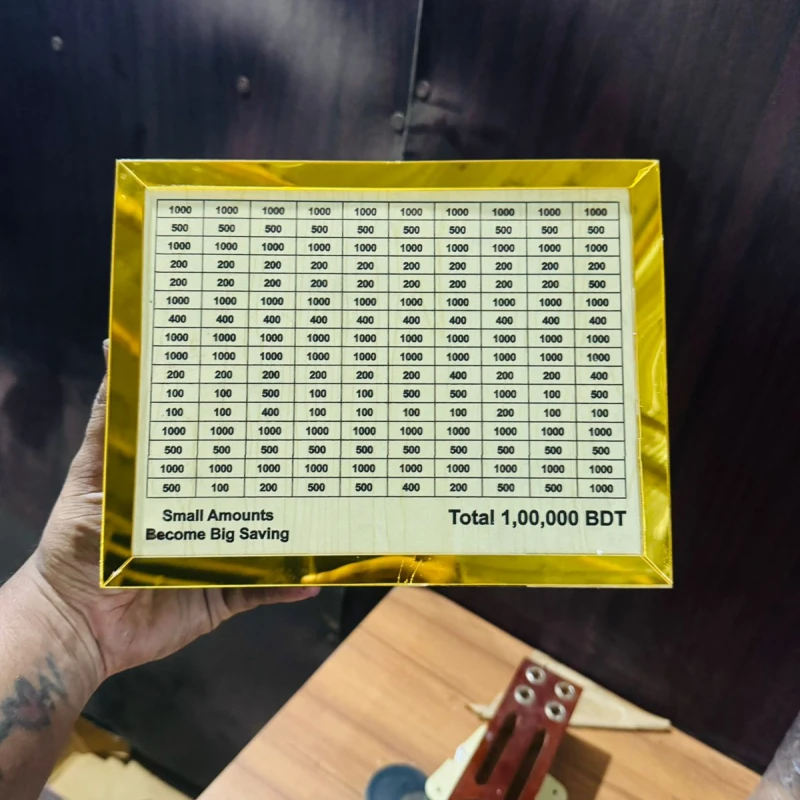 1000 1000 1000 1000 1000 1000 1000 1000 1000 1000
500 500 500 500 500 500 500 500 500 500
1000 1000 1000 1000 1000 1000 1000 1000 1000 1000
200 200 200 200 200 200 200 200 200 200
200 200 200 200 200 200 200 200 200 500
1000 1000 1000 1000 1000 1000 1000 1000 1000 1000
400 400 400 400 400 400 400 400 400 400
1000 1000 1000 1000 1000 1000 1000 1000 1000 1000
1000 1000 1000 1000 1000 1000 1000 1000 1000 1000
200 200 200 200 200 200 400 200 200 400
100 100 500 100 100 500 500 1000 100 500
100 100 400 100 100 100 100 200 100 100
1000 1000 1000 1000 1000 1000 1000 1000 1000 1000
500 500 500 500 500 500 500 500 500 500
1000 1000 1000 1000 1000 1000 1000 1000 1000 1000
500 100 200 500 500 400 200 500 500 1000
Small Amounts
Become Big Saving
Total 1,00,000 BDT